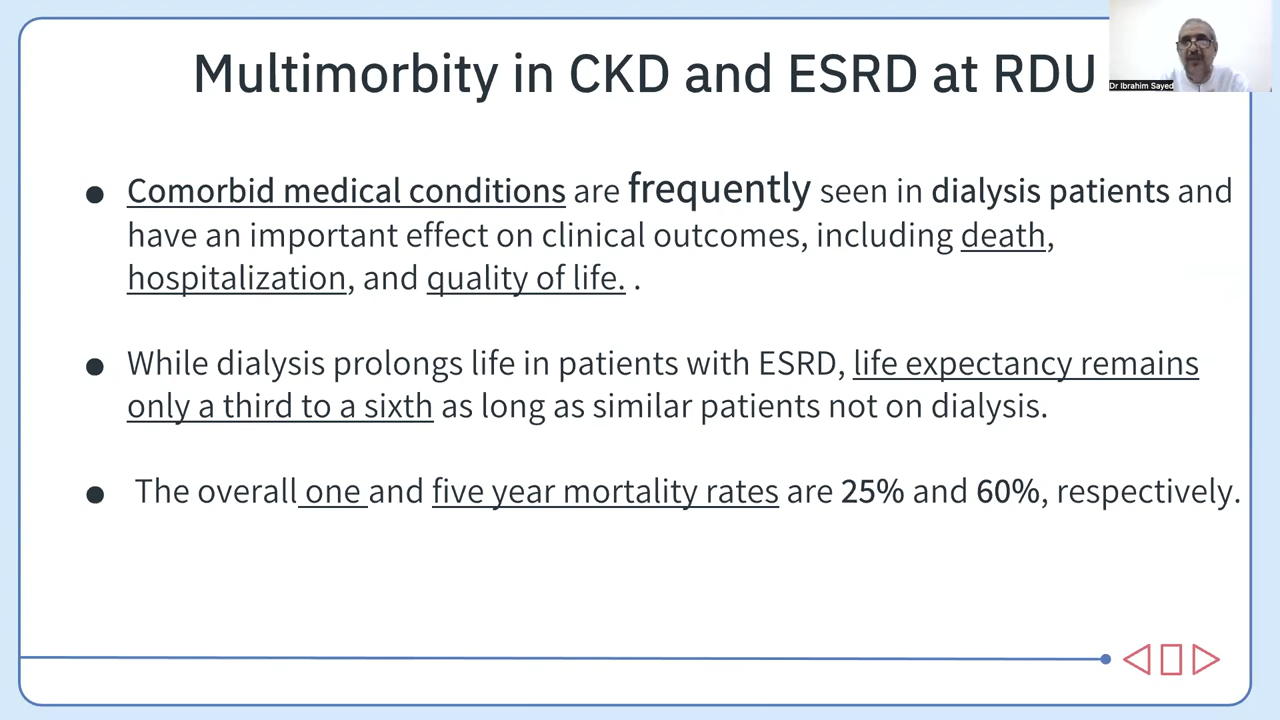 Multimorbity in CKD and ESRD at RDU
Dr Ibrahim Sayed
● Comorbid medical conditions are frequently seen in dialysis patients and
have an important effect on clinical outcomes, including death,
hospitalization, and quality of life. .
● While dialysis prolongs life in patients with ESRD, life expectancy remains
only a third to a sixth as long as similar patients not on dialysis.
● The overall one and five year mortality rates are 25% and 60%, respectively.